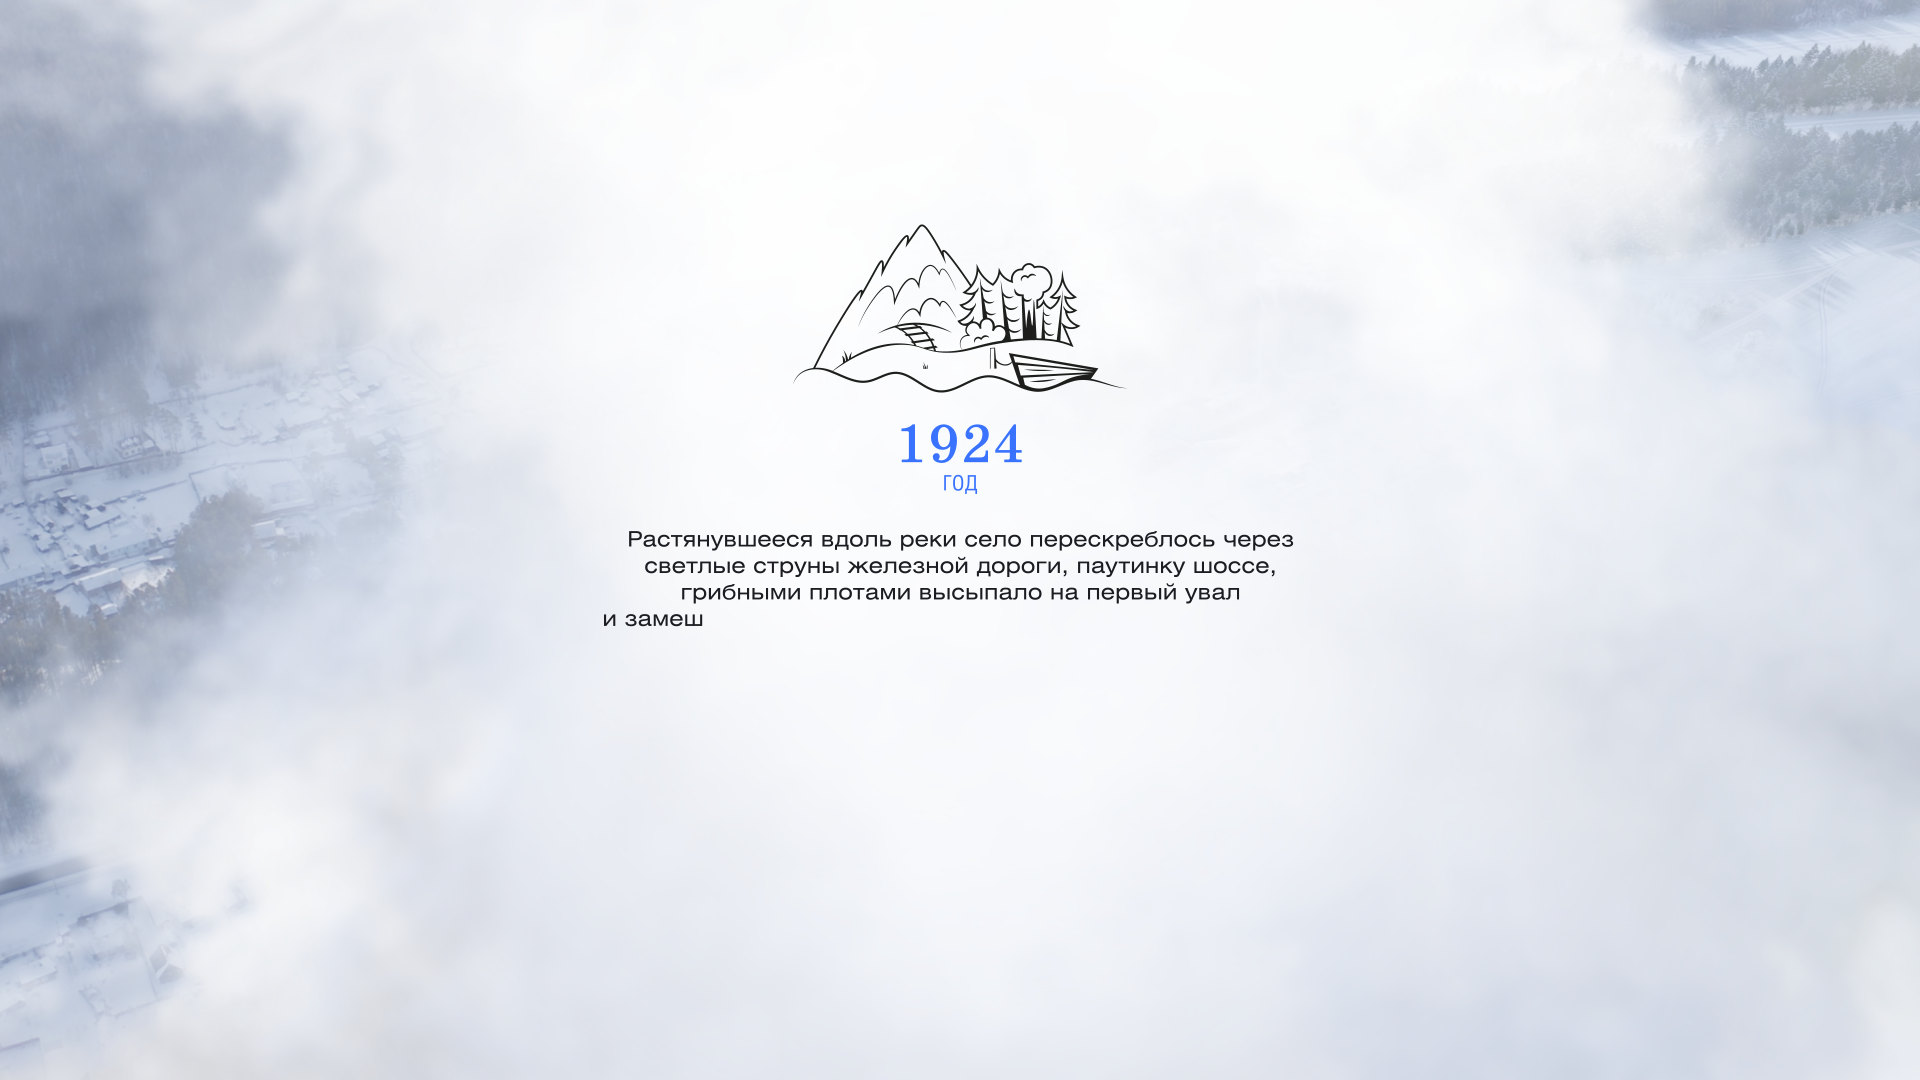 1924
ГОД
Растянувшееся вдоль реки село перескреблось через
светлые струны железной дороги, паутинку шоссе,
грибными плотами высыпало на первый увал
и замеш